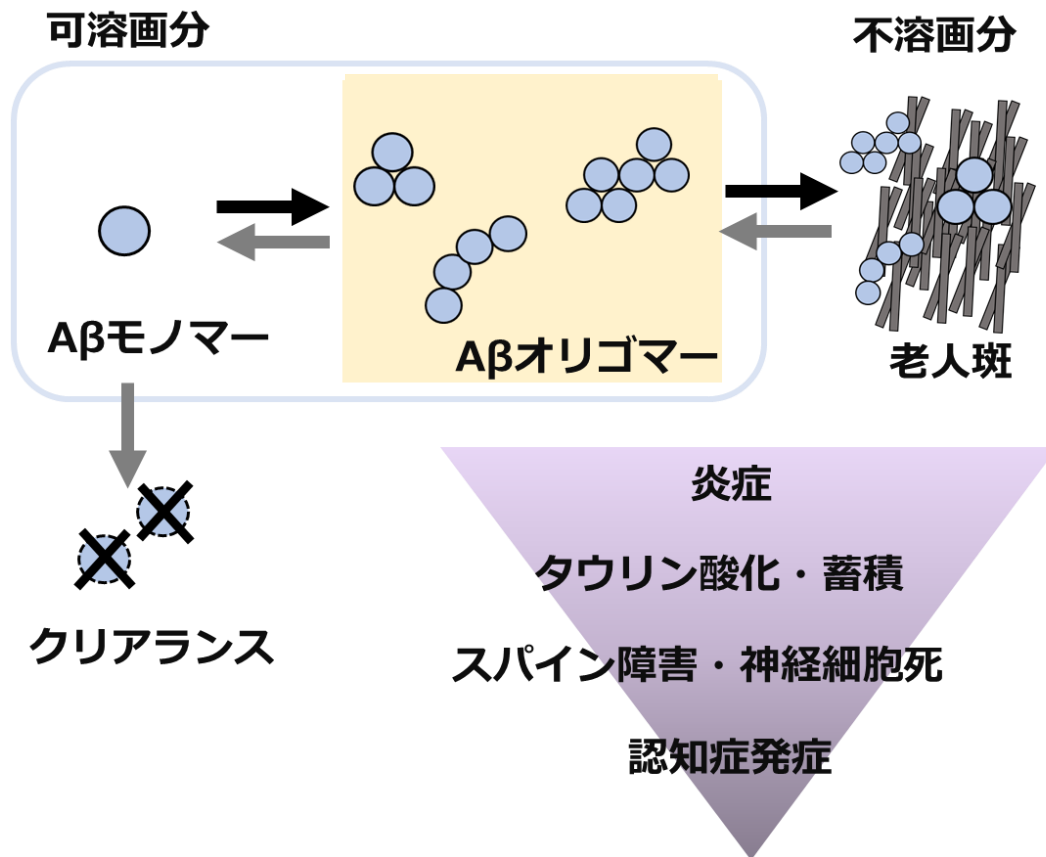 可溶画分
不溶画分
Aβモノマー
Aβオリゴマー
老人斑
クリアランス
炎症
タウリン酸化・蓄積
スパイン障害・神経細胞死
認知症発症